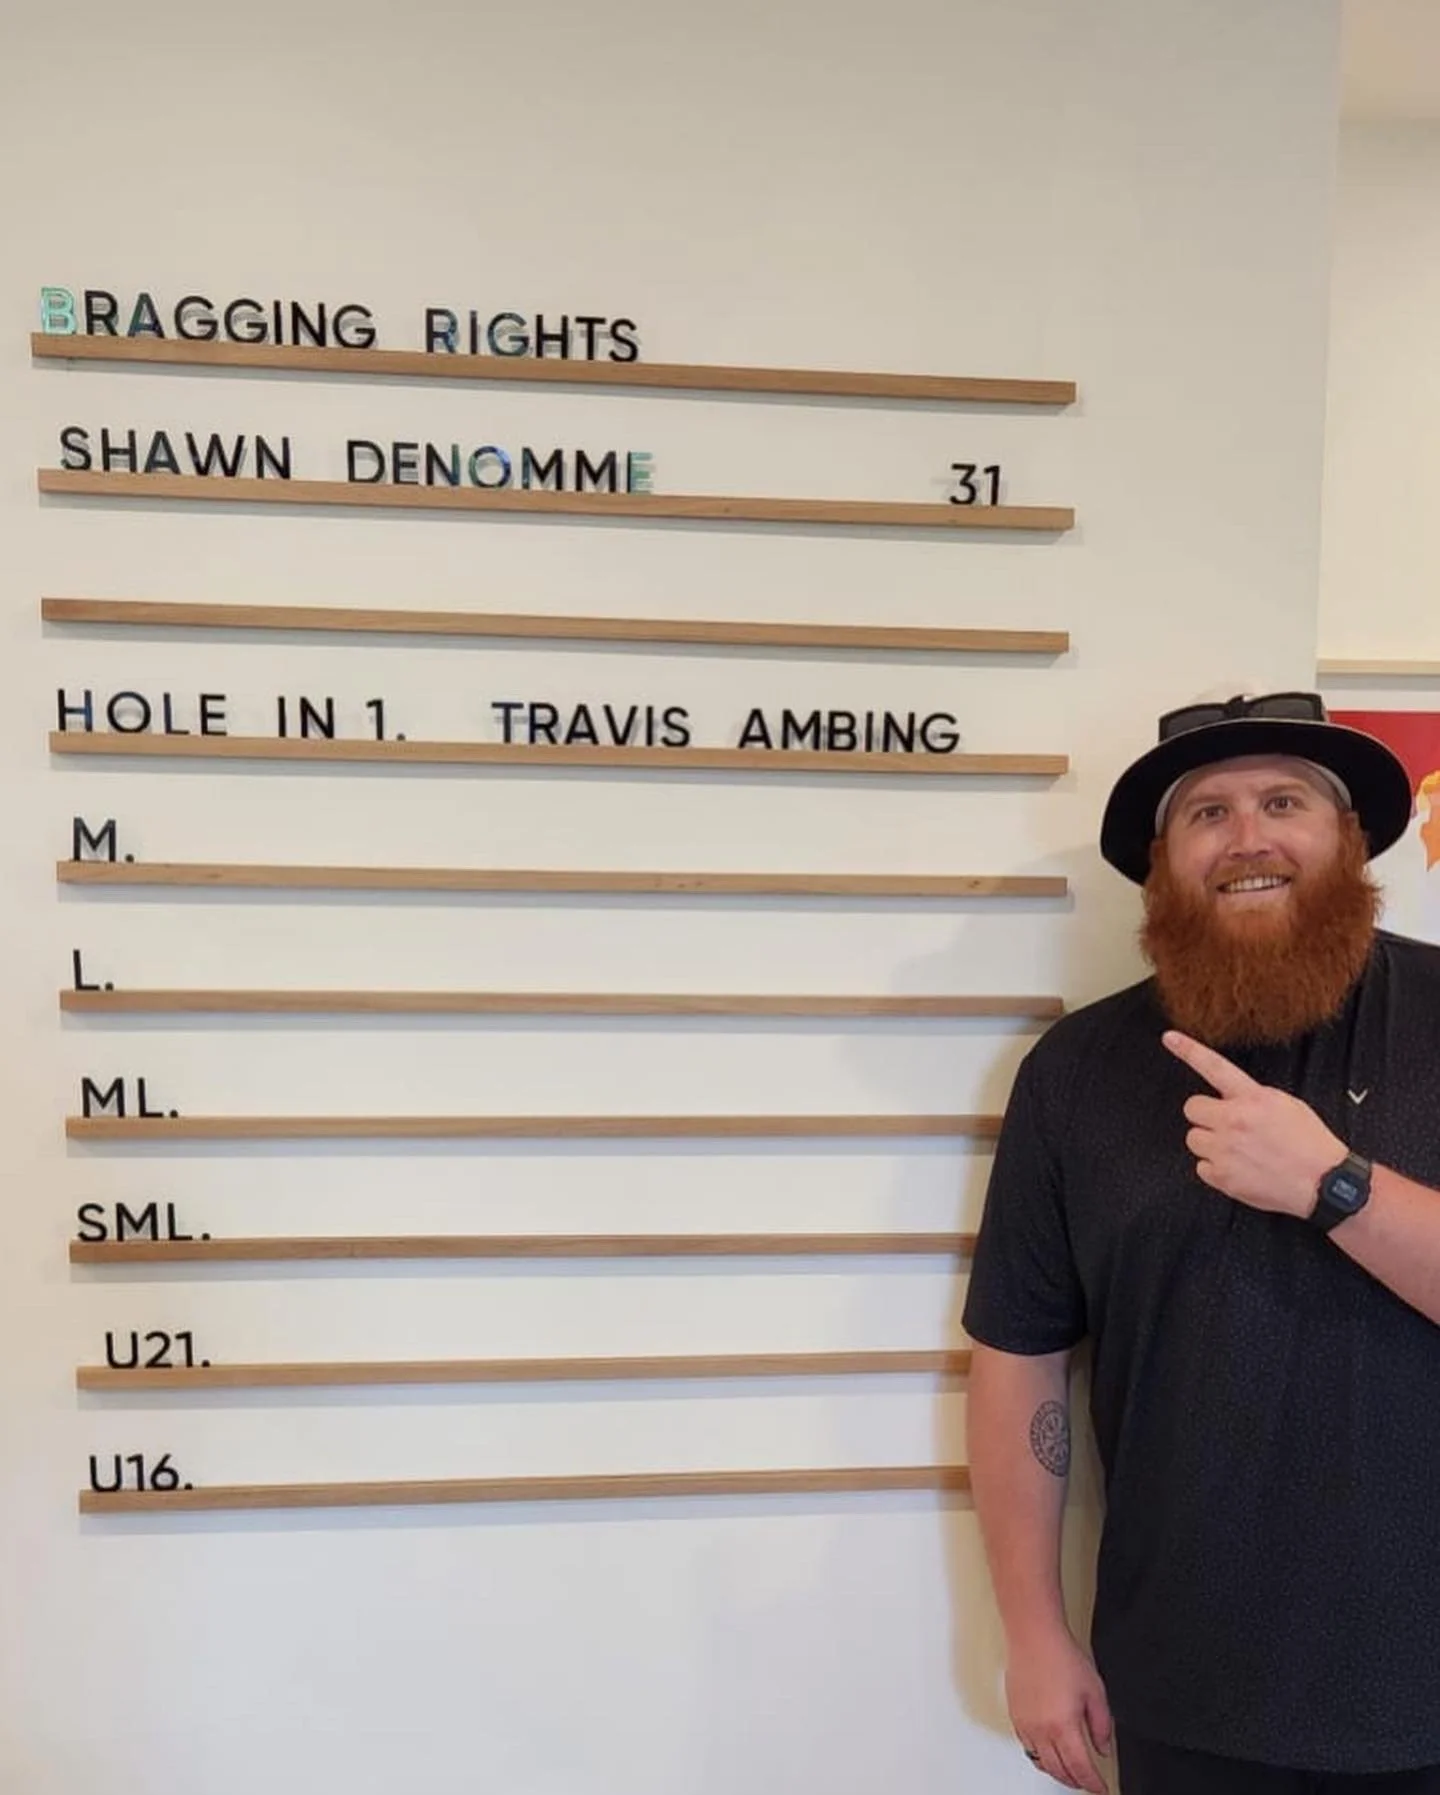 BRAGGING RIGHTS
SHAWN DENOMME 31
HOLE IN 1. TRAVIS AMBING
M.
L.
ML.
SML.
U21.
U16.